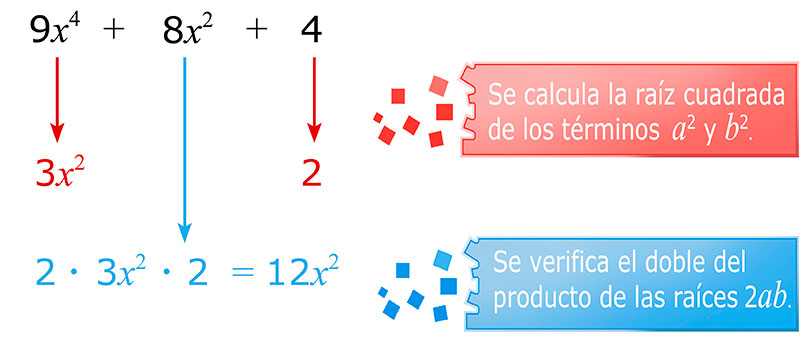 9x⁴ + 8x² + 4
Se calcula la raíz cuadrada
de los términos a² y b².
3x² 2
2 · 3x² · 2 = 12x²
Se verifica el doble del
producto de las raíces 2ab.